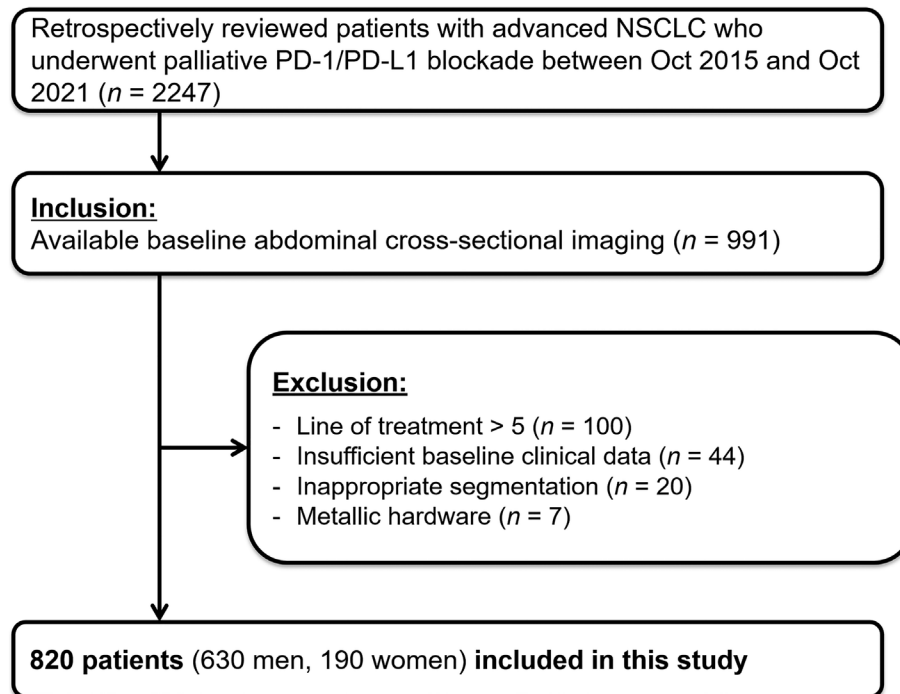 Retrospectively reviewed patients with advanced NSCLC who
underwent palliative PD-1/PD-L1 blockade between Oct 2015 and Oct
2021 (n = 2247)
Inclusion:
Available baseline abdominal cross-sectional imaging (n = 991)
Exclusion:
- Line of treatment > 5 (n = 100)
- Insufficient baseline clinical data (n = 44)
- Inappropriate segmentation (n = 20)
- Metallic hardware (n = 7)
820 patients (630 men, 190 women) included in this study